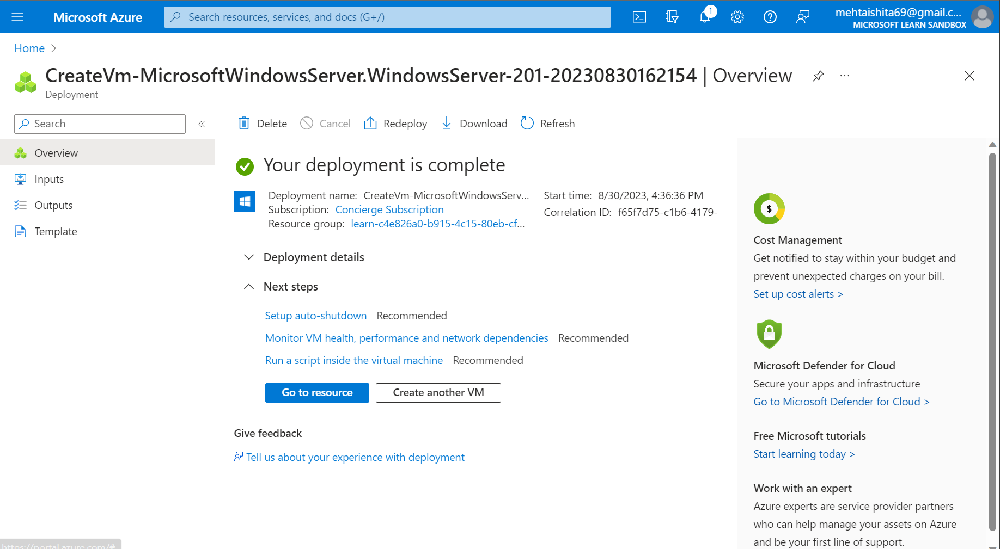 Microsoft Azure
Search resources, services, and docs (G+/)
1
mehtaishita69@gmail.c...
MICROSOFT LEARN SANDBOX
Home
CreateVm-MicrosoftWindowsServer.WindowsServer-201-20230830162154 | Overview
...
Deployment
Search
«
Delete
Cancel
Redeploy
Download
Refresh
Overview
Inputs
Outputs
Template
Your deployment is complete
Deployment name: CreateVm-MicrosoftWindowsServ...
Subscription: Concierge Subscription
Resource group: learn-c4e826a0-b915-4c15-80eb-cf...
Start time: 8/30/2023, 4:36:36 PM
Correlation ID: f65f7d75-c1b6-4179-
Deployment details
Next steps
Setup auto-shutdown Recommended
Monitor VM health, performance and network dependencies Recommended
Run a script inside the virtual machine Recommended
Go to resource
Create another VM
Give feedback
Tell us about your experience with deployment
$
Cost Management
Get notified to stay within your budget and
prevent unexpected charges on your bill.
Set up cost alerts >
Microsoft Defender for Cloud
Secure your apps and infrastructure
Go to Microsoft Defender for Cloud >
Free Microsoft tutorials
Start learning today >
Work with an expert
Azure experts are service provider partners
who can help manage your assets on Azure
and be your first line of support.
https://portal.azure.com/#